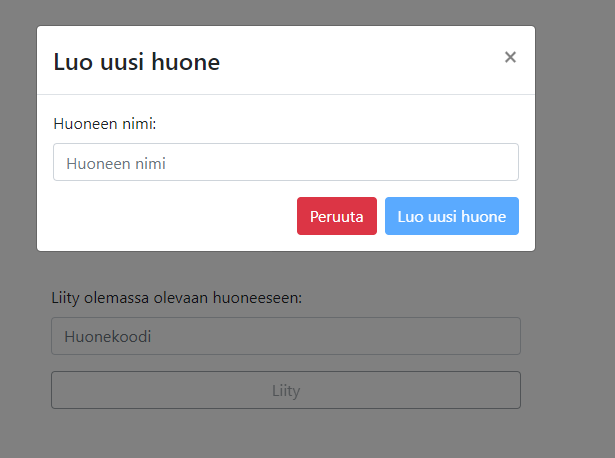 Luo uusi huone
×
Huoneen nimi:
Huoneen nimi
Peruuta
Luo uusi huone
Liity olemassa olevaan huoneeseen:
Huonekoodi
Liity